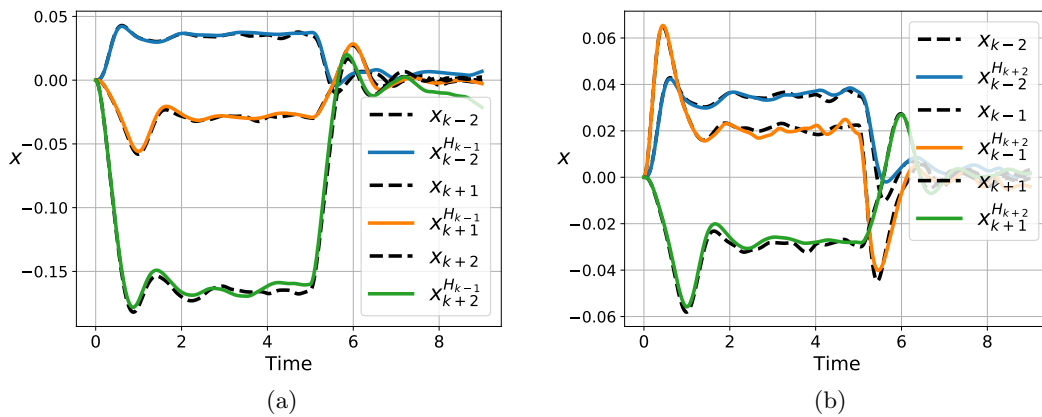 0.05
0.00
−0.05
−0.10
−0.15
x
0 2 4 6 8
Time
x_{k−2}
x_{k−2}^{H_{k−1}}
x_{k+1}
x_{k+1}^{H_{k−1}}
x_{k+2}
x_{k+2}^{H_{k−1}}
(a)
0.06
0.04
0.02
0.00
−0.02
−0.04
−0.06
x
0 2 4 6 8
Time
x_{k−2}
x_{k−2}^{H_{k+2}}
x_{k−1}
x_{k−1}^{H_{k+2}}
x_{k+1}
x_{k+1}^{H_{k+2}}
(b)